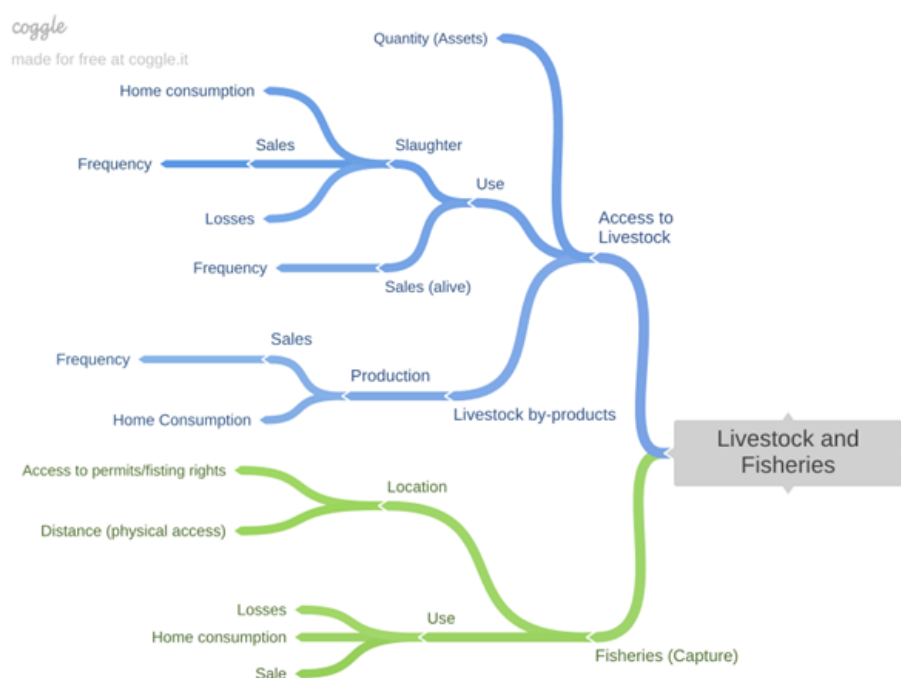 coggle
made for free at coggle.it
Quantity (Assets)
Home consumption
Sales
Slaughter
Frequency
Use
Losses
Access to
Livestock
Frequency
Sales (alive)
Sales
Frequency
Production
Livestock by-products
Home Consumption
Livestock and
Fisheries
Access to permits/fisting rights
Location
Distance (physical access)
Losses
Use
Home consumption
Fisheries (Capture)
Sale